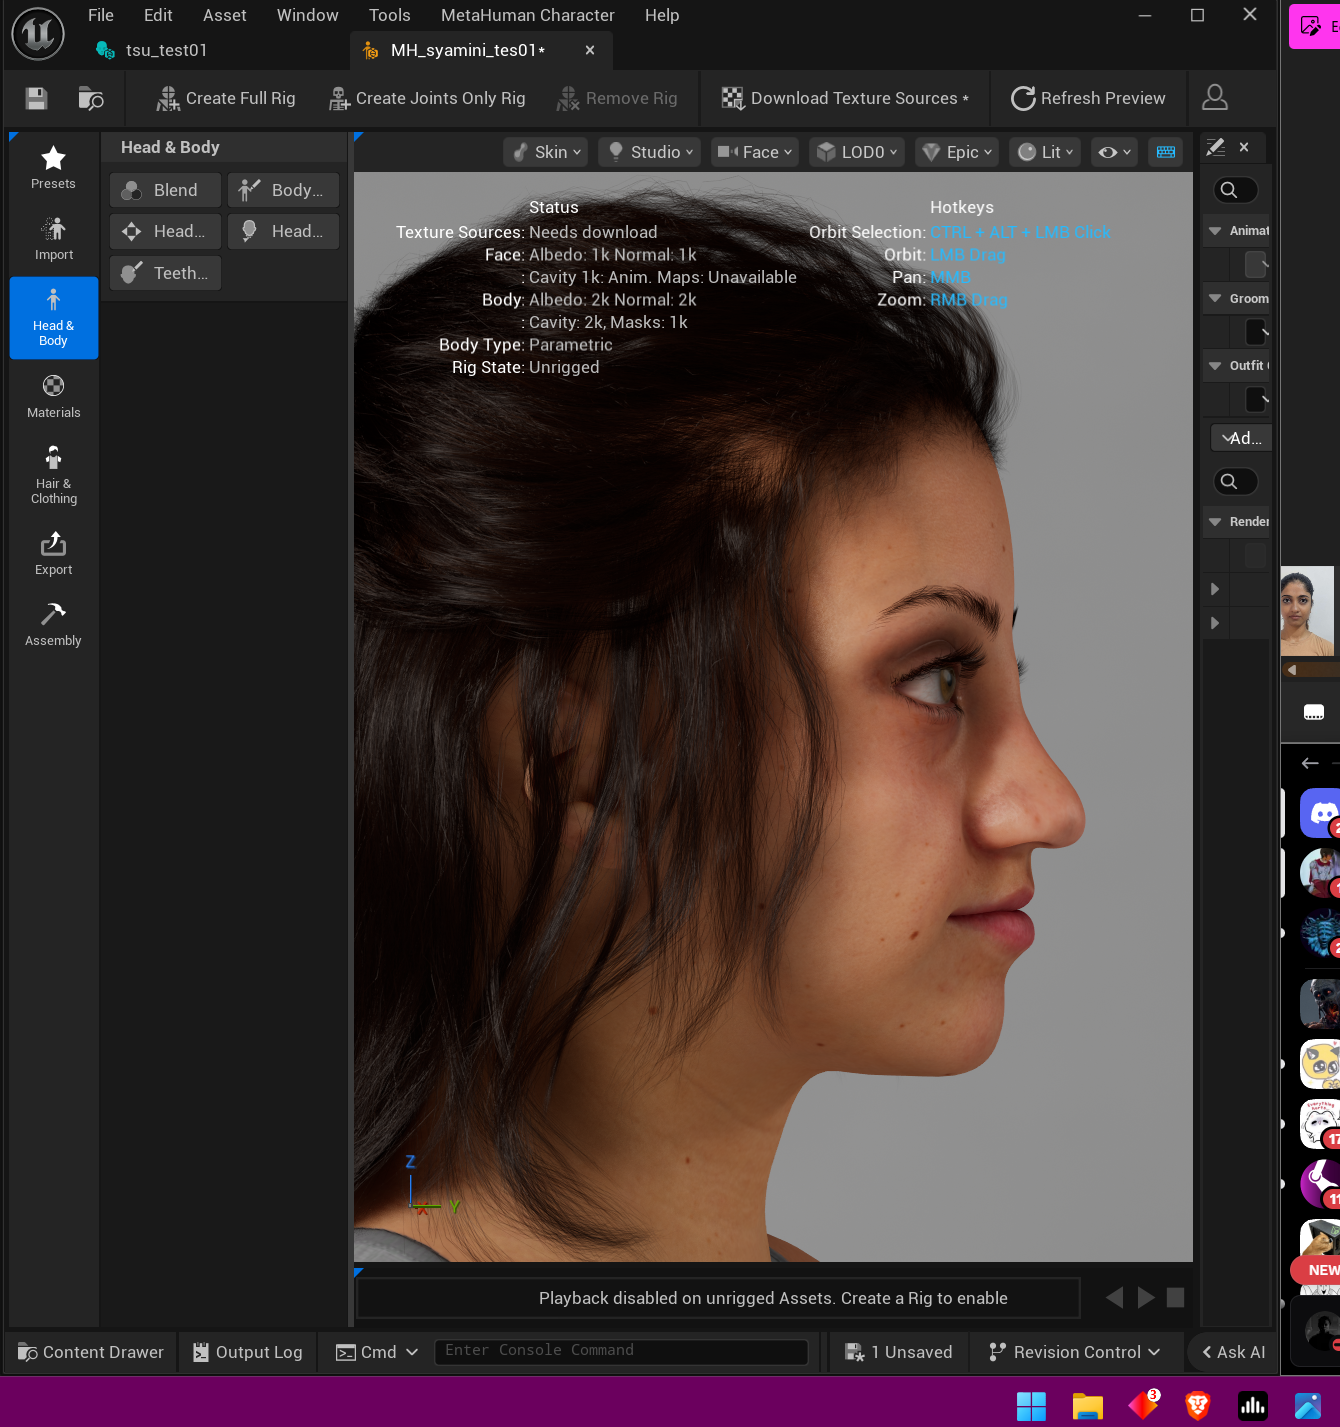 File Edit Asset Window Tools MetaHuman Character Help
tsu_test01
MH_syamini_tes01*
Create Full Rig
Create Joints Only Rig
Remove Rig
Download Texture Sources *
Refresh Preview
Presets
Import
Head &
Body
Materials
Hair &
Clothing
Export
Assembly
Head & Body
Blend
Body...
Head...
Head...
Teeth...
Skin
Studio
Face
LOD0
Epic
Lit
Status
Texture Sources: Needs download
Face: Albedo: 1k Normal: 1k
: Cavity 1k: Anim. Maps: Unavailable
Body: Albedo: 2k Normal: 2k
: Cavity: 2k, Masks: 1k
Body Type: Parametric
Rig State: Unrigged
Hotkeys
Orbit Selection: CTRL + ALT + LMB Click
Orbit: LMB Drag
Pan: MMB
Zoom: RMB Drag
Z
X
Y
Playback disabled on unrigged Assets. Create a Rig to enable
Animat
Groom
Outfit
Ad...
Render
Content Drawer
Output Log
Cmd
Enter Console Command
1 Unsaved
Revision Control
Ask AI
17
11
NEW
3